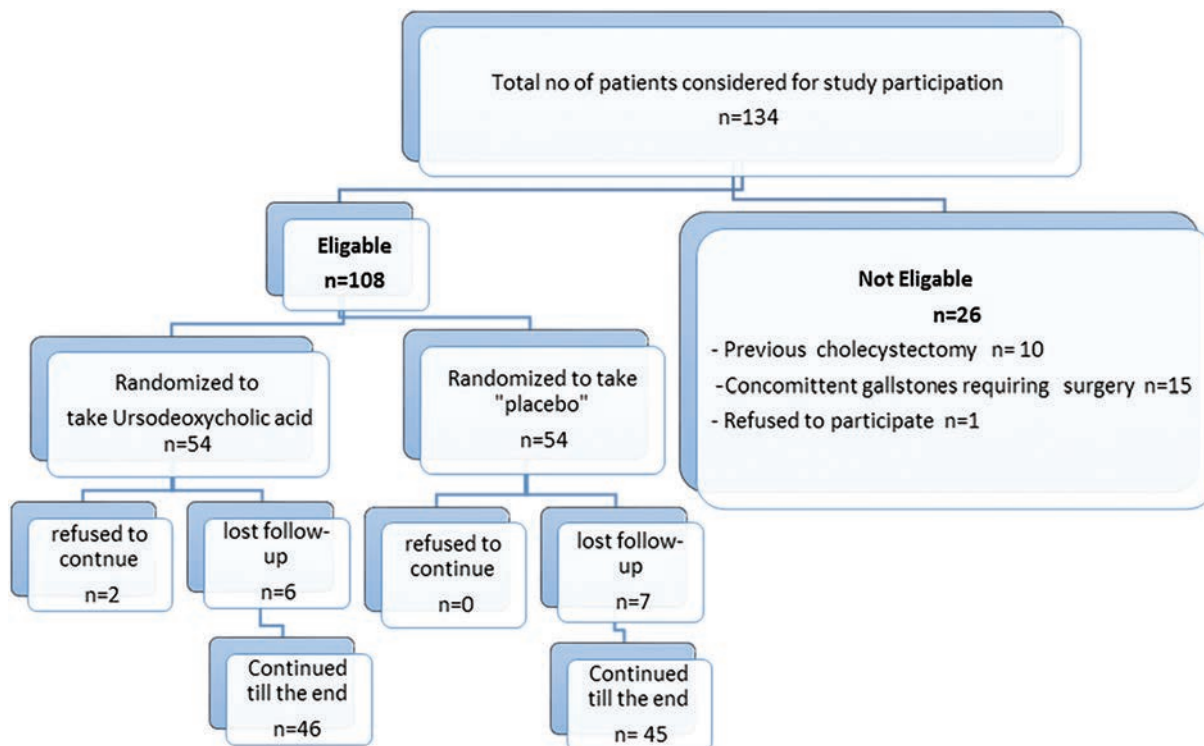 Total no of patients considered for study participation
n=134
Eligable
n=108
Not Eligable
n=26
- Previous cholecystectomy n= 10
-Concomittent gallstones requiring surgery n=15
- Refused to participate n=1
Randomized to
take Ursodeoxycholic acid
n=54
Randomized to take
"placebo"
n=54
refused to
contnue
n=2
lost follow-
up
n=6
refused to
continue
n=0
lost follow-
up
n=7
Continued
till the end
n=46
Continued
till the end
n= 45